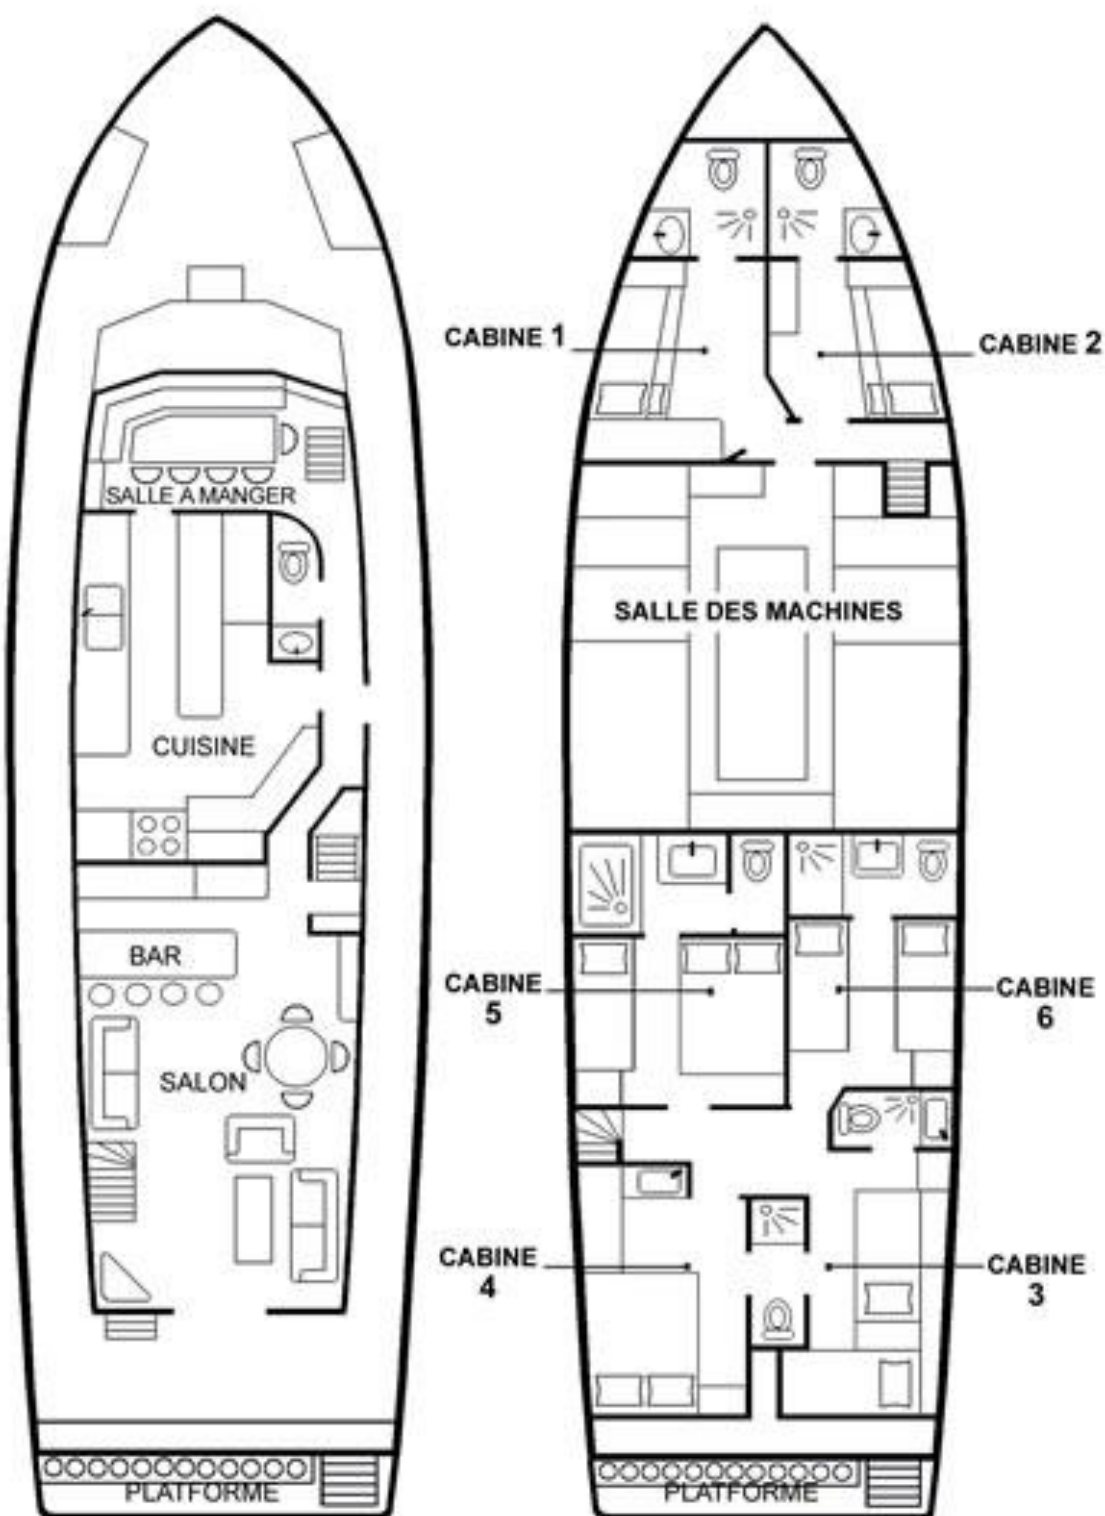 SALLE A MANGER
CUISINE
BAR
SALON
PLATFORME
CABINE 1
CABINE 2
SALLE DES MACHINES
CABINE
5
CABINE
6
CABINE
4
CABINE
3
PLATFORME